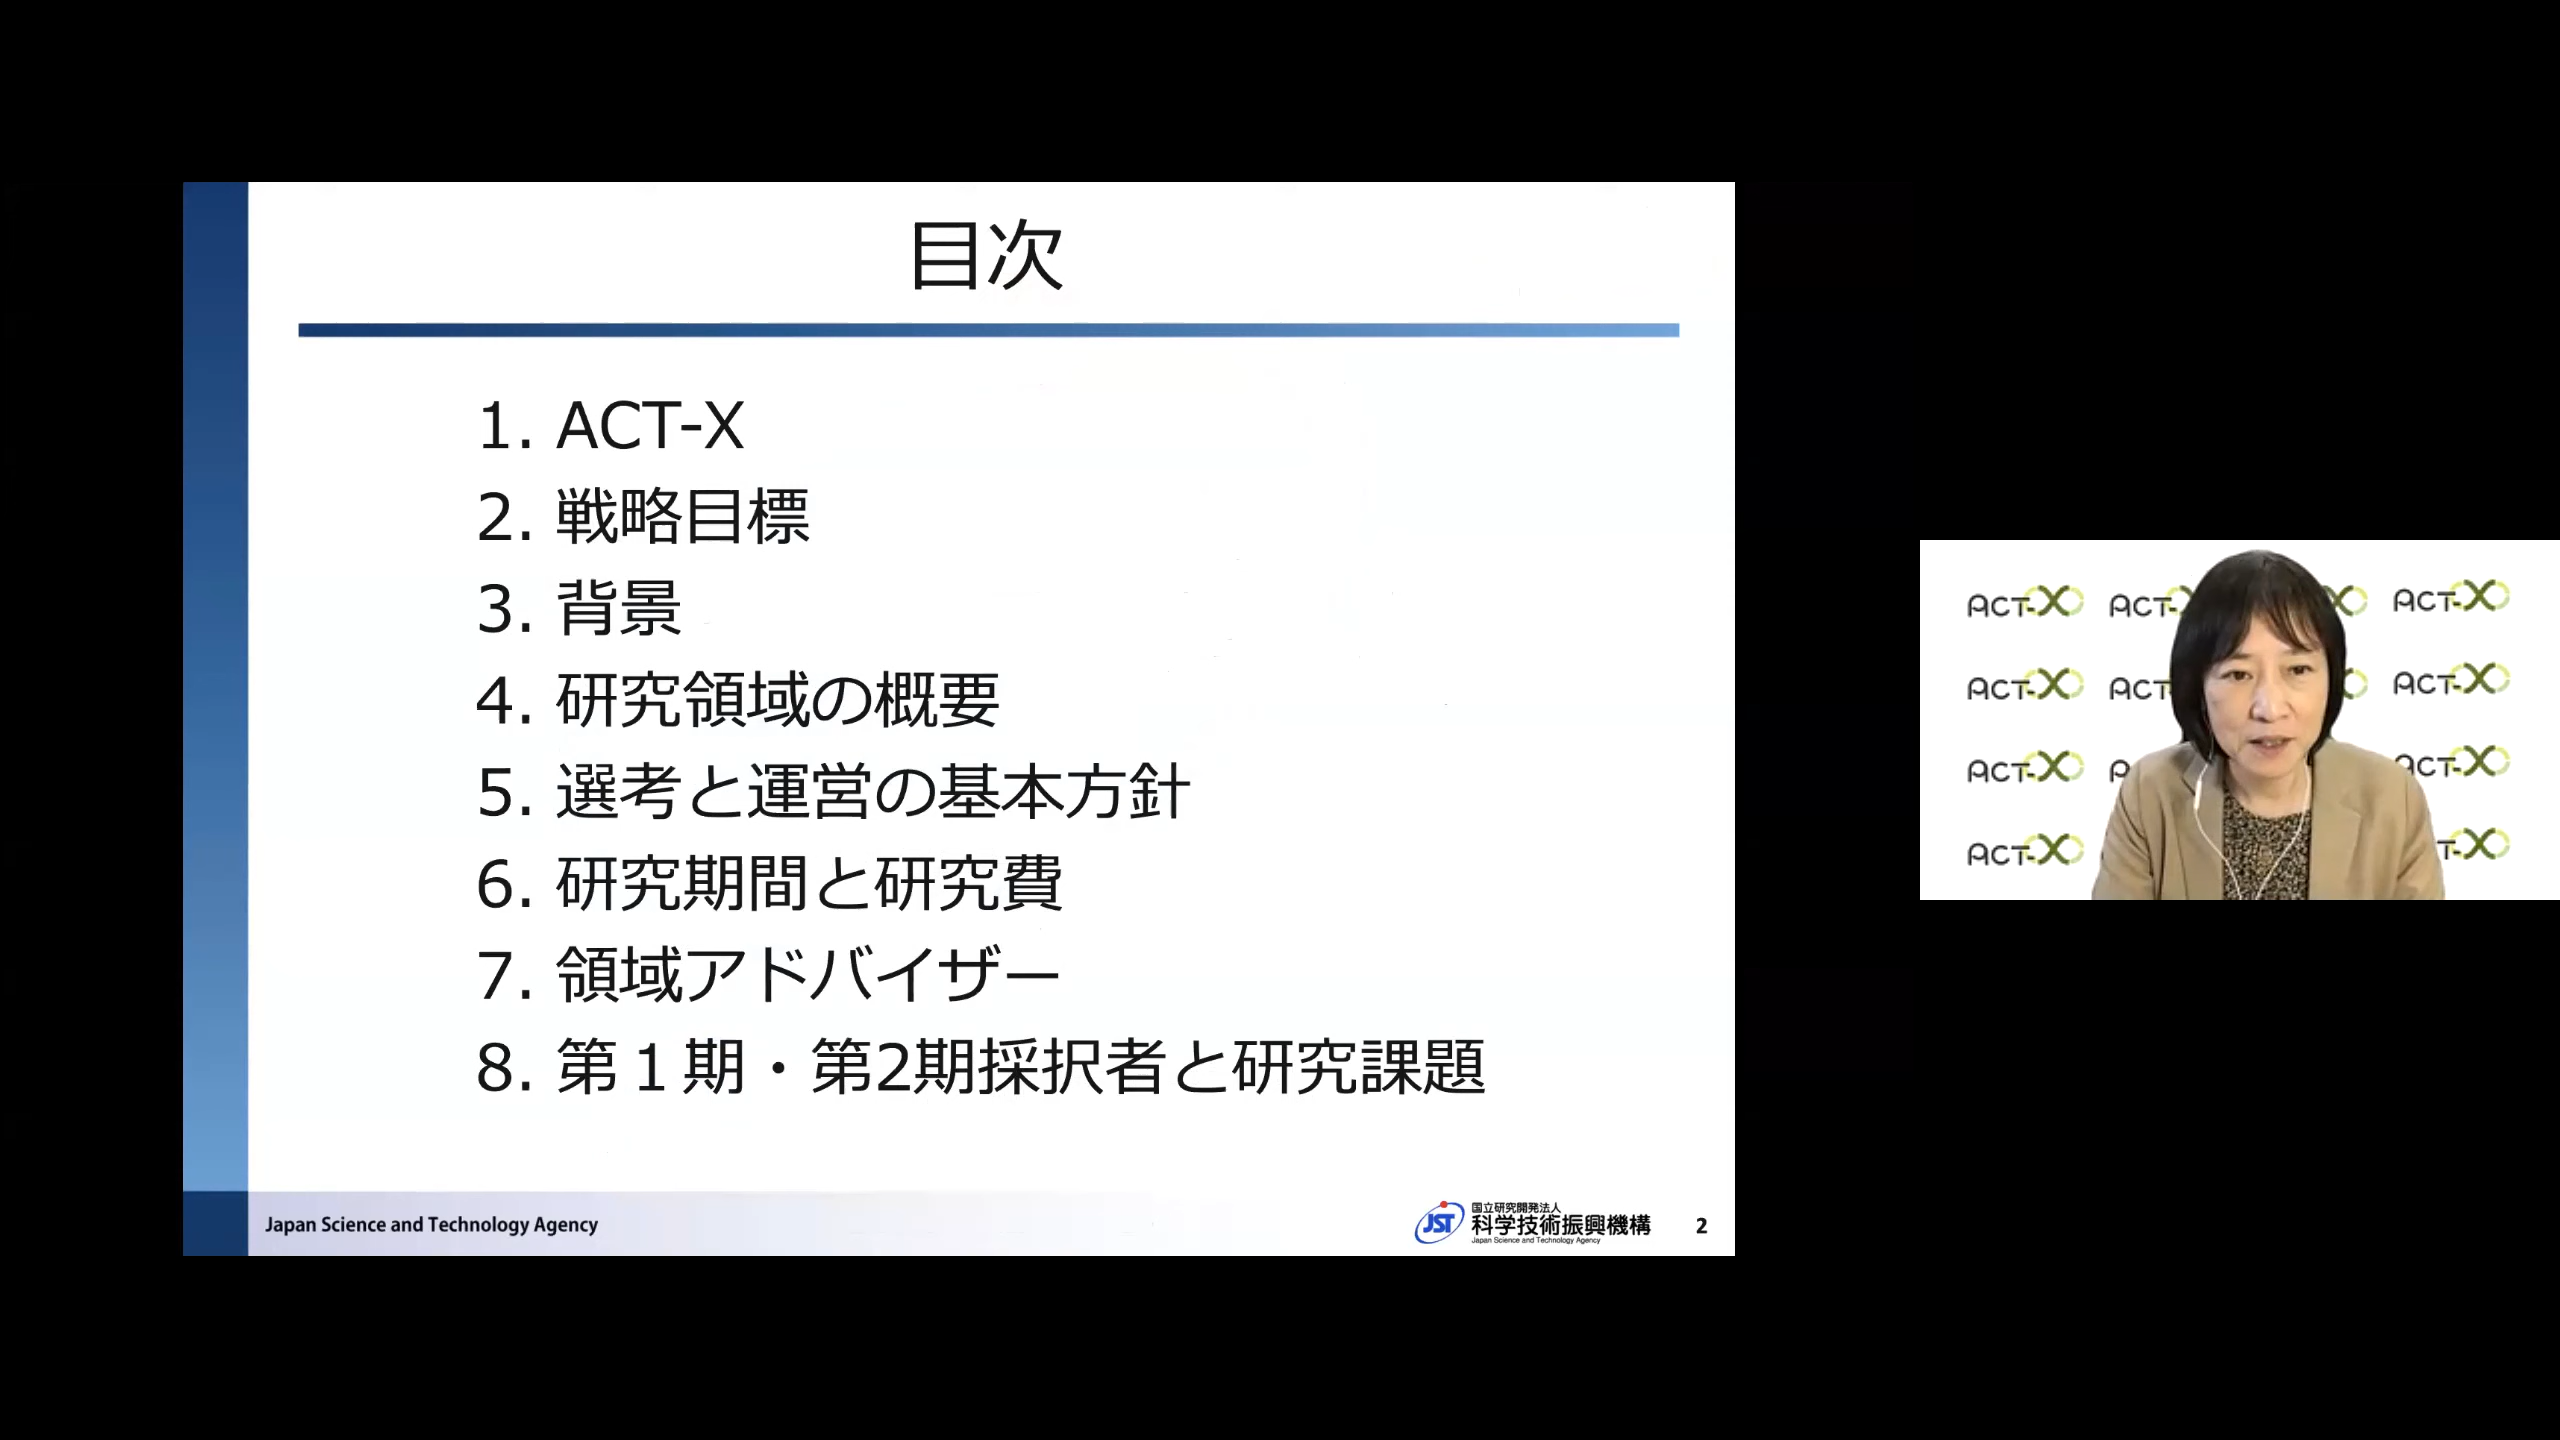 目次
1. ACT-X
2. 戦略目標
3. 背景
4. 研究領域の概要
5. 選考と運営の基本方針
6. 研究期間と研究費
7. 領域アドバイザー
8. 第１期・第2期採択者と研究課題
Japan Science and Technology Agency
JST
国立研究開発法人
科学技術振興機構
Japan Science and Technology Agency
2
ACT-X ACT-X X ACT-X
ACT-X ACT ACT-X
ACT-X A ACT-X
ACT-X T-X